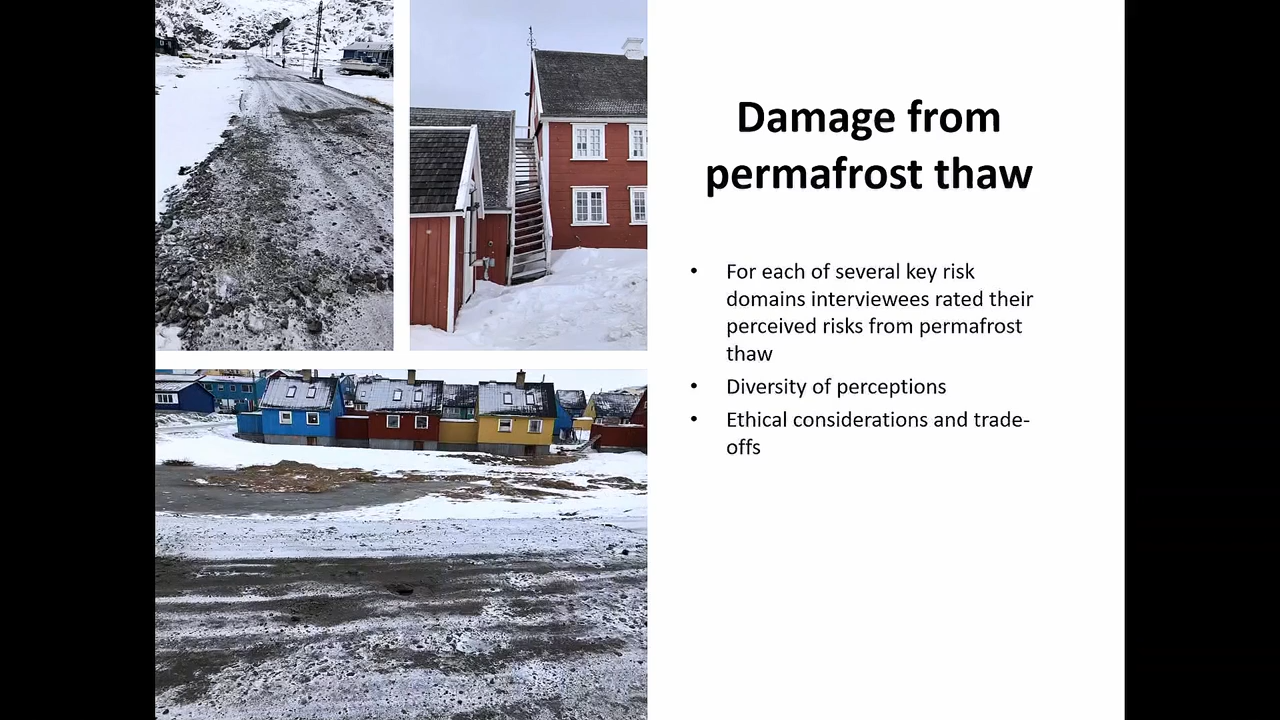 Damage from
permafrost thaw
• For each of several key risk
domains interviewees rated their
perceived risks from permafrost
thaw
• Diversity of perceptions
• Ethical considerations and trade-
offs